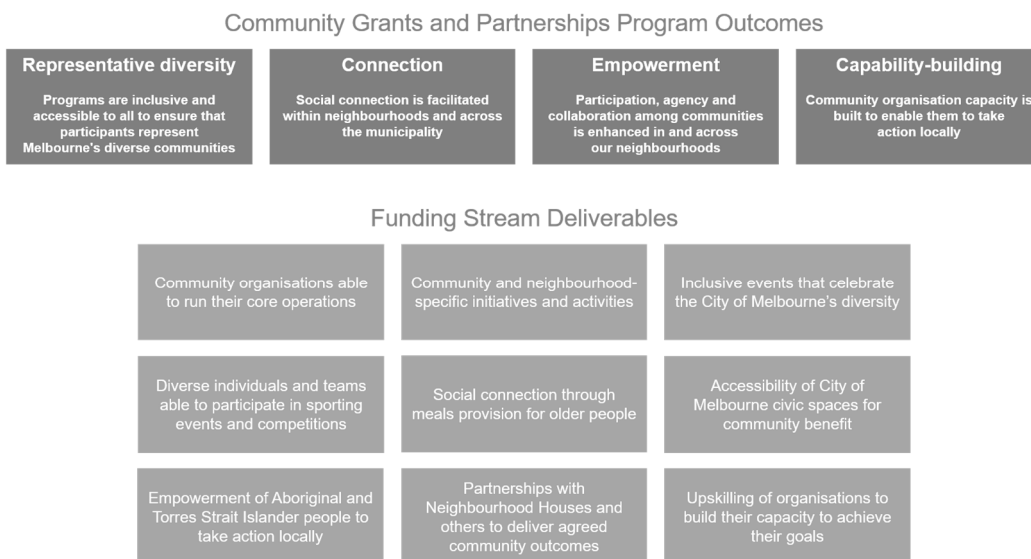 Community Grants and Partnerships Program Outcomes
Representative diversity
Programs are inclusive and
accessible to all to ensure that
participants represent
Melbourne's diverse communities
Connection
Social connection is facilitated
within neighbourhoods and across
the municipality
Empowerment
Participation, agency and
collaboration among communities
is enhanced in and across
our neighbourhoods
Capability-building
Community organisation capacity is
built to enable them to take
action locally
Funding Stream Deliverables
Community organisations able
to run their core operations
Community and neighbourhood-
specific initiatives and activities
Inclusive events that celebrate
the City of Melbourne's diversity
Diverse individuals and teams
able to participate in sporting
events and competitions
Social connection through
meals provision for older people
Accessibility of City of
Melbourne civic spaces for
community benefit
Empowerment of Aboriginal and
Torres Strait Islander people to
take action locally
Partnerships with
Neighbourhood Houses and
others to deliver agreed
community outcomes
Upskilling of organisations to
build their capacity to achieve
their goals